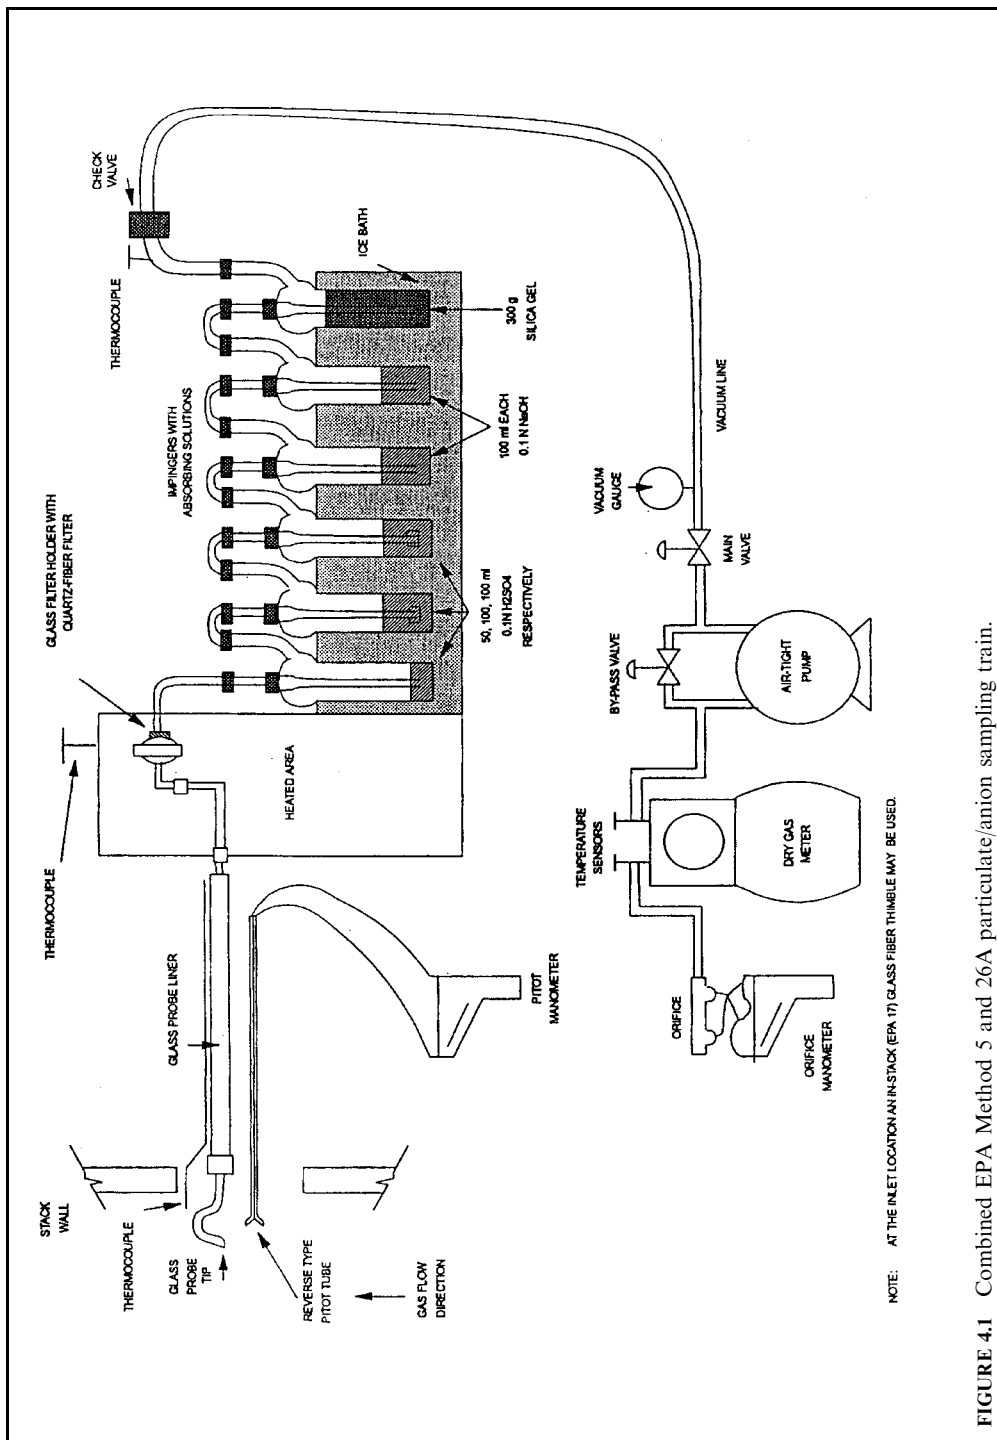 STACK
WALL
THERMOCOUPLE
GLASS
PROBE
TIP
REVERSE TYPE
PITOT TUBE
GAS FLOW
DIRECTION
GLASS PROBE LINER
PITOT
MANOMETER
THERMOCOUPLE
HEATED AREA
GLASS FILTER HOLDER WITH
QUARTZ-FIBER FILTER
IMPINGERS WITH
ABSORBING SOLUTIONS
THERMOCOUPLE
CHECK
VALVE
ICE BATH
50, 100, 100 ml
0.1N H2SO4
RESPECTIVELY
100 ml EACH
0.1 N NaOH
300 g
SILICA GEL
VACUUM LINE
VACUUM
GAUGE
MAIN
VALVE
BY-PASS VALVE
AIR-TIGHT
PUMP
TEMPERATURE
SENSORS
DRY GAS
METER
ORIFICE
ORIFICE
MANOMETER
NOTE: AT THE INLET LOCATION AN IN-STACK (EPA 17) GLASS FIBER THIMBLE MAY BE USED.
FIGURE 4.1 Combined EPA Method 5 and 26A particulate/anion sampling train.